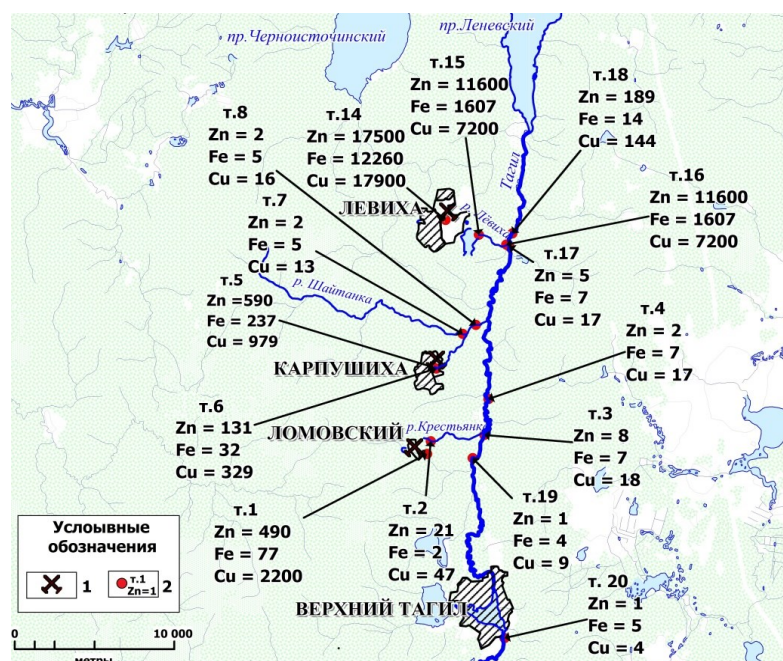 пр.Черноисточинский
пр.Леневский
т.15
Zn = 11600
Fe = 1607
Cu = 7200
т.18
Zn = 189
Fe = 14
Cu = 144
т.8
Zn = 2
Fe = 5
Cu = 16
т.14
Zn = 17500
Fe = 12260
Cu = 17900
Тагил
т.16
Zn = 11600
Fe = 1607
Cu = 7200
т.7
Zn = 2
Fe = 5
Cu = 13
ЛЕВИХА
р. Лёвиха
т.17
Zn = 5
Fe = 7
Cu = 17
т.5
Zn =590
Fe = 237
Cu = 979
р. Шайтанка
т.4
Zn = 2
Fe = 7
Cu = 17
КАРПУШИХА
т.6
Zn = 131
Fe = 32
Cu = 329
ЛОМОВСКИЙ
р.Крестьянка
т.3
Zn = 8
Fe = 7
Cu = 18
т.1
Zn = 490
Fe = 77
Cu = 2200
т.2
Zn = 21
Fe = 2
Cu = 47
т.19
Zn = 1
Fe = 4
Cu = 9
Услоывные
обозначения
1
т.1
Zn=1
2
ВЕРХНИЙ ТАГИЛ
т. 20
Zn = 1
Fe = 5
Cu = 4
0 10 000
метры